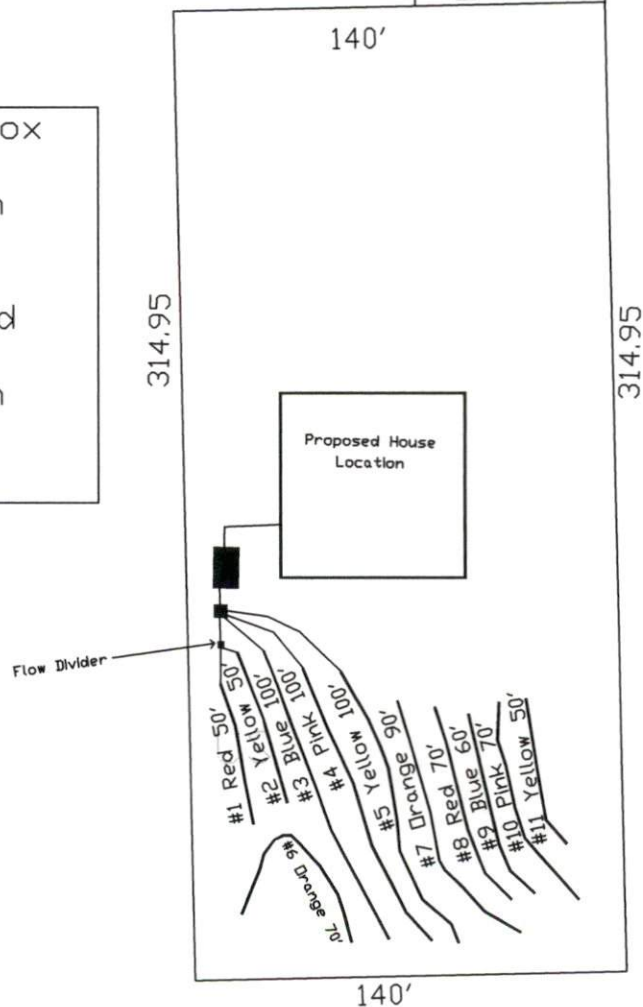 140'
OX
314.95
314.95
Proposed House
Location
Flow Divider
#1 Red 50'
#2 Yellow 50'
#3 Blue 100'
#4 Pink 100'
#5 Yellow 100'
#6 Orange 70'
#7 Orange 90'
#8 Red 70'
#9 Blue 60'
#10 Pink 70'
#11 Yellow 50'
140'